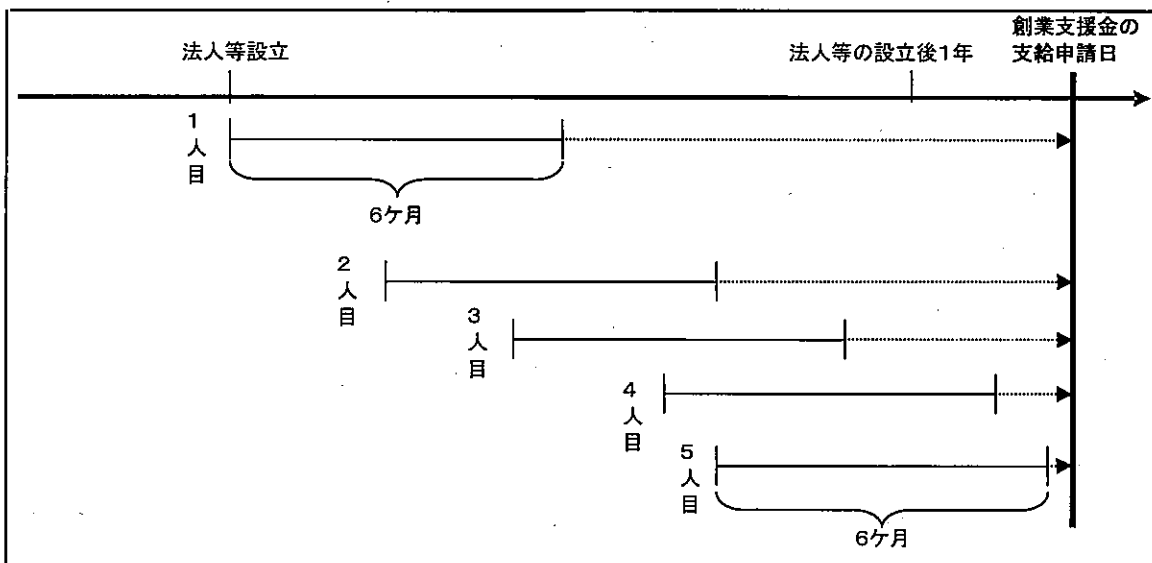 創業支援金の
支給申請日
法人等設立
法人等の設立後1年
1人目
6ケ月
2人目
3人目
4人目
5人目
6ケ月